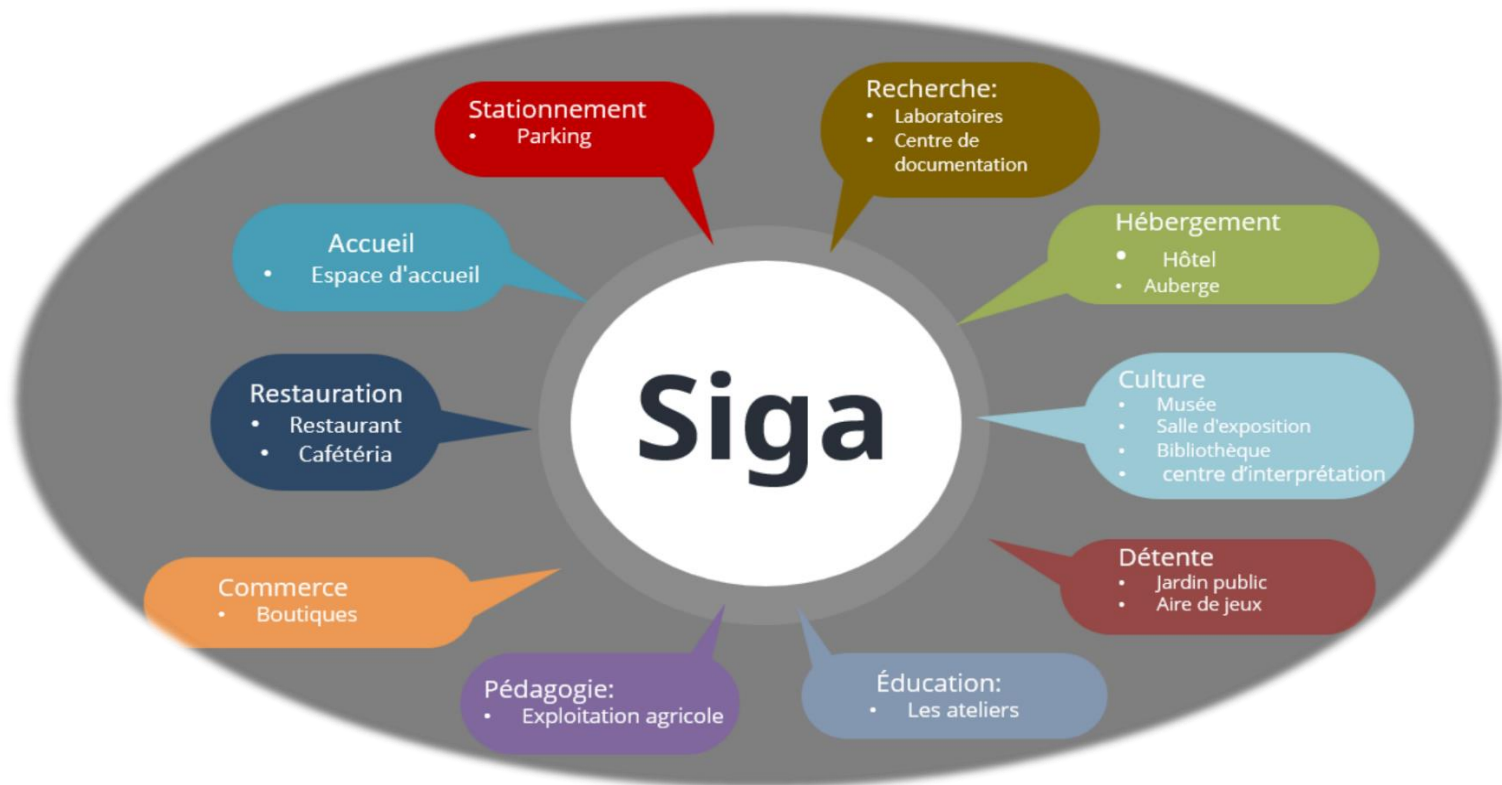 Stationnement
• Parking
Recherche:
• Laboratoires
• Centre de
documentation
Accueil
• Espace d'accueil
Hébergement
• Hôtel
• Auberge
Restauration
• Restaurant
• Cafétéria
Siga
Culture
• Musée
• Salle d'exposition
• Bibliothèque
• centre d’interprétation
Commerce
• Boutiques
Détente
• Jardin public
• Aire de jeux
Pédagogie:
• Exploitation agricole
Éducation:
• Les ateliers